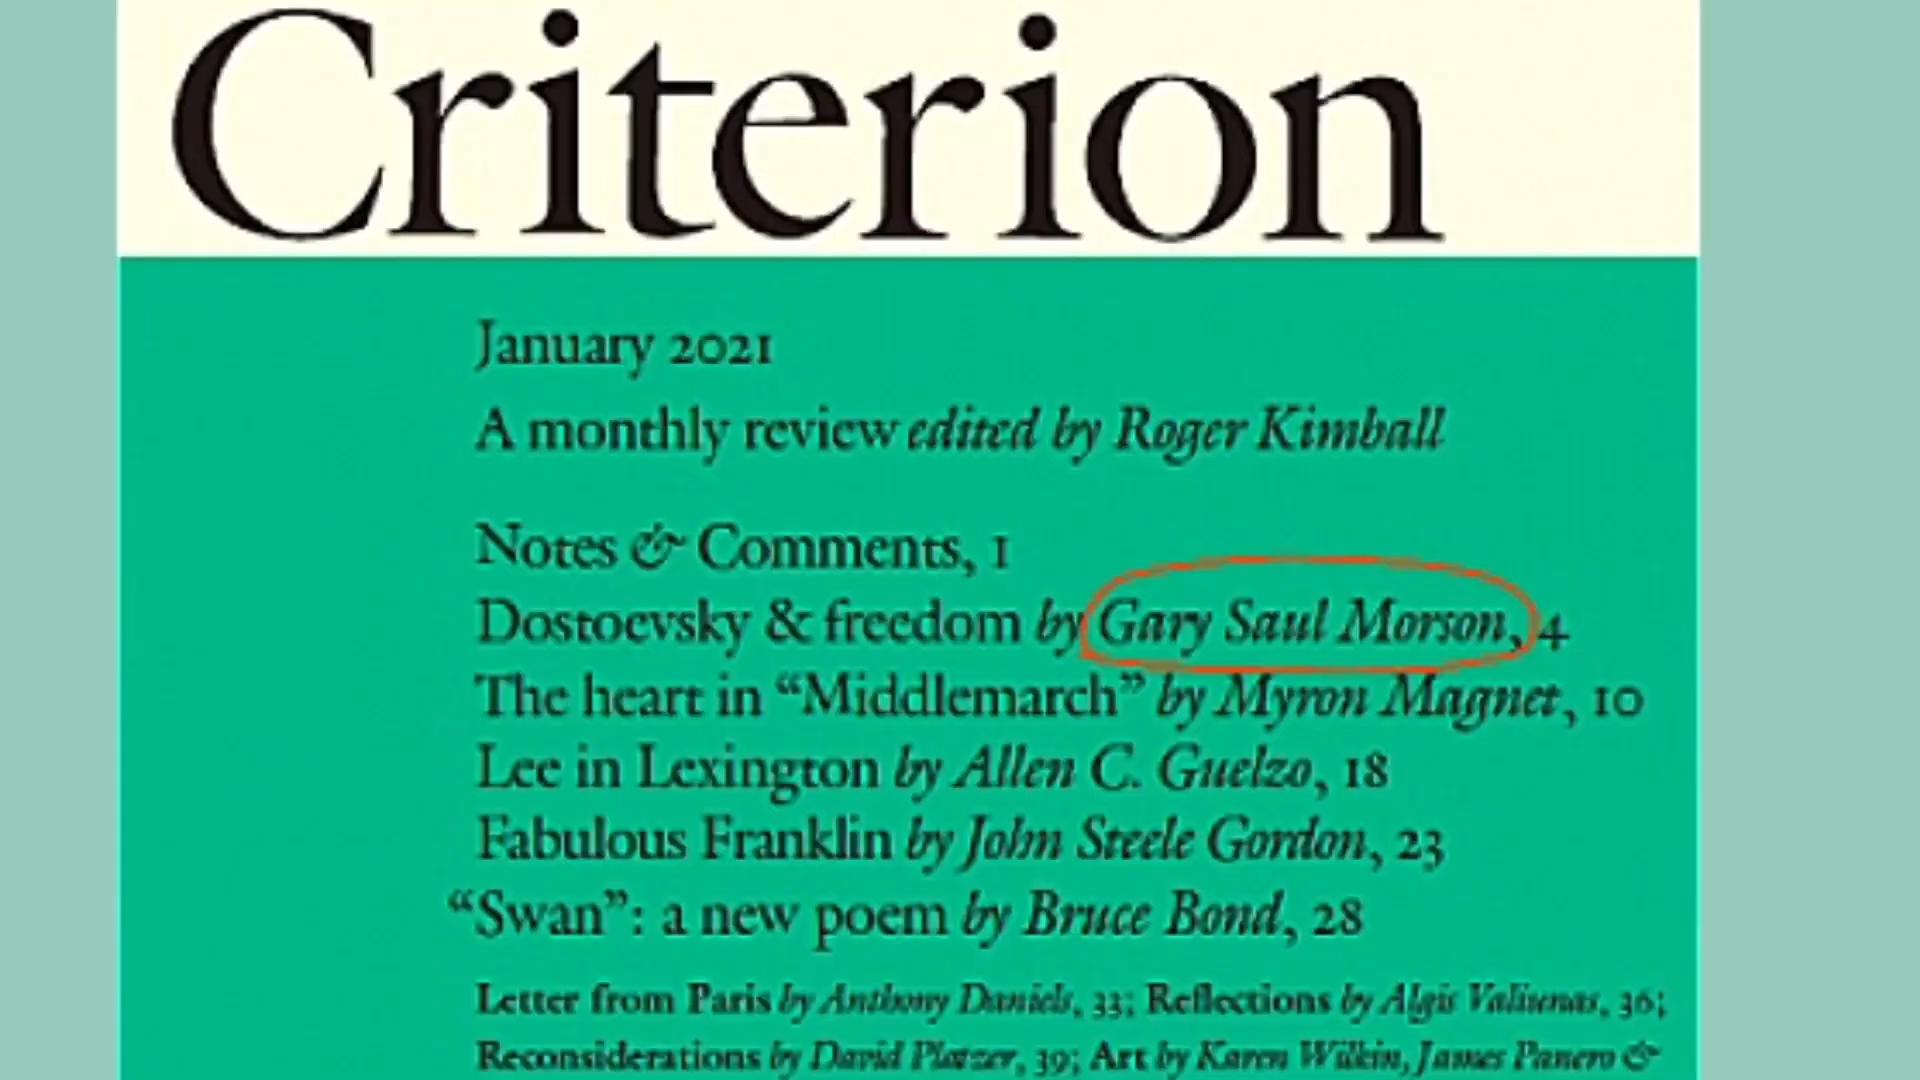 Criterion
January 2021
A monthly review edited by Roger Kimball
Notes & Comments, 1
Dostoevsky & freedom by Gary Saul Morson, 4
The heart in “Middlemarch” by Myron Magnet, 10
Lee in Lexington by Allen C. Guelzo, 18
Fabulous Franklin by John Steele Gordon, 23
“Swan”: a new poem by Bruce Bond, 28
Letter from Paris by Anthony Daniels, 33; Reflections by Algis Valiunas, 36;
Reconsiderations by David Platzer, 39; Art by Karen Wilkin, James Panero &